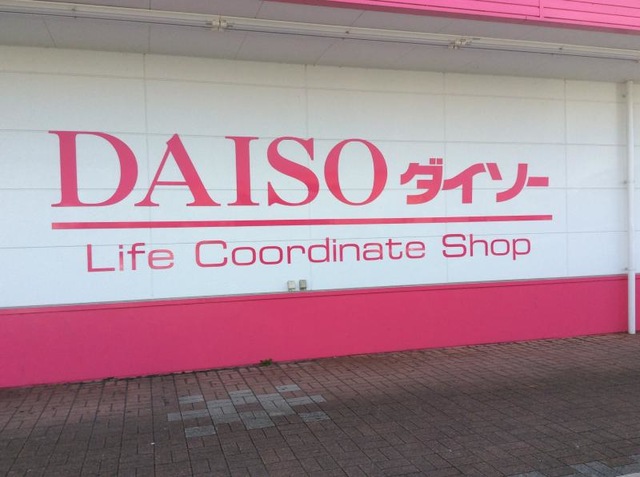 DAISO ダイソー
Life Coordinate Shop